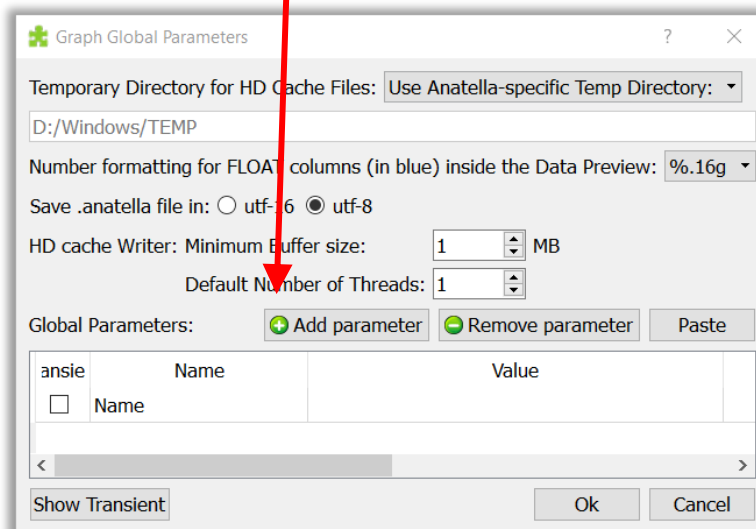 Graph Global Parameters ?
Temporary Directory for HD Cache Files: Use Anatella-specific Temp Directory:
D:/Windows/TEMP
Number formatting for FLOAT columns (in blue) inside the Data Preview: %.16g
Save .anatella file in: utf-16 utf-8
HD cache Writer: Minimum Buffer size: 1 MB
Default Number of Threads: 1
Global Parameters: Add parameter Remove parameter Paste
ansie Name Value
Name
Show Transient Ok Cancel